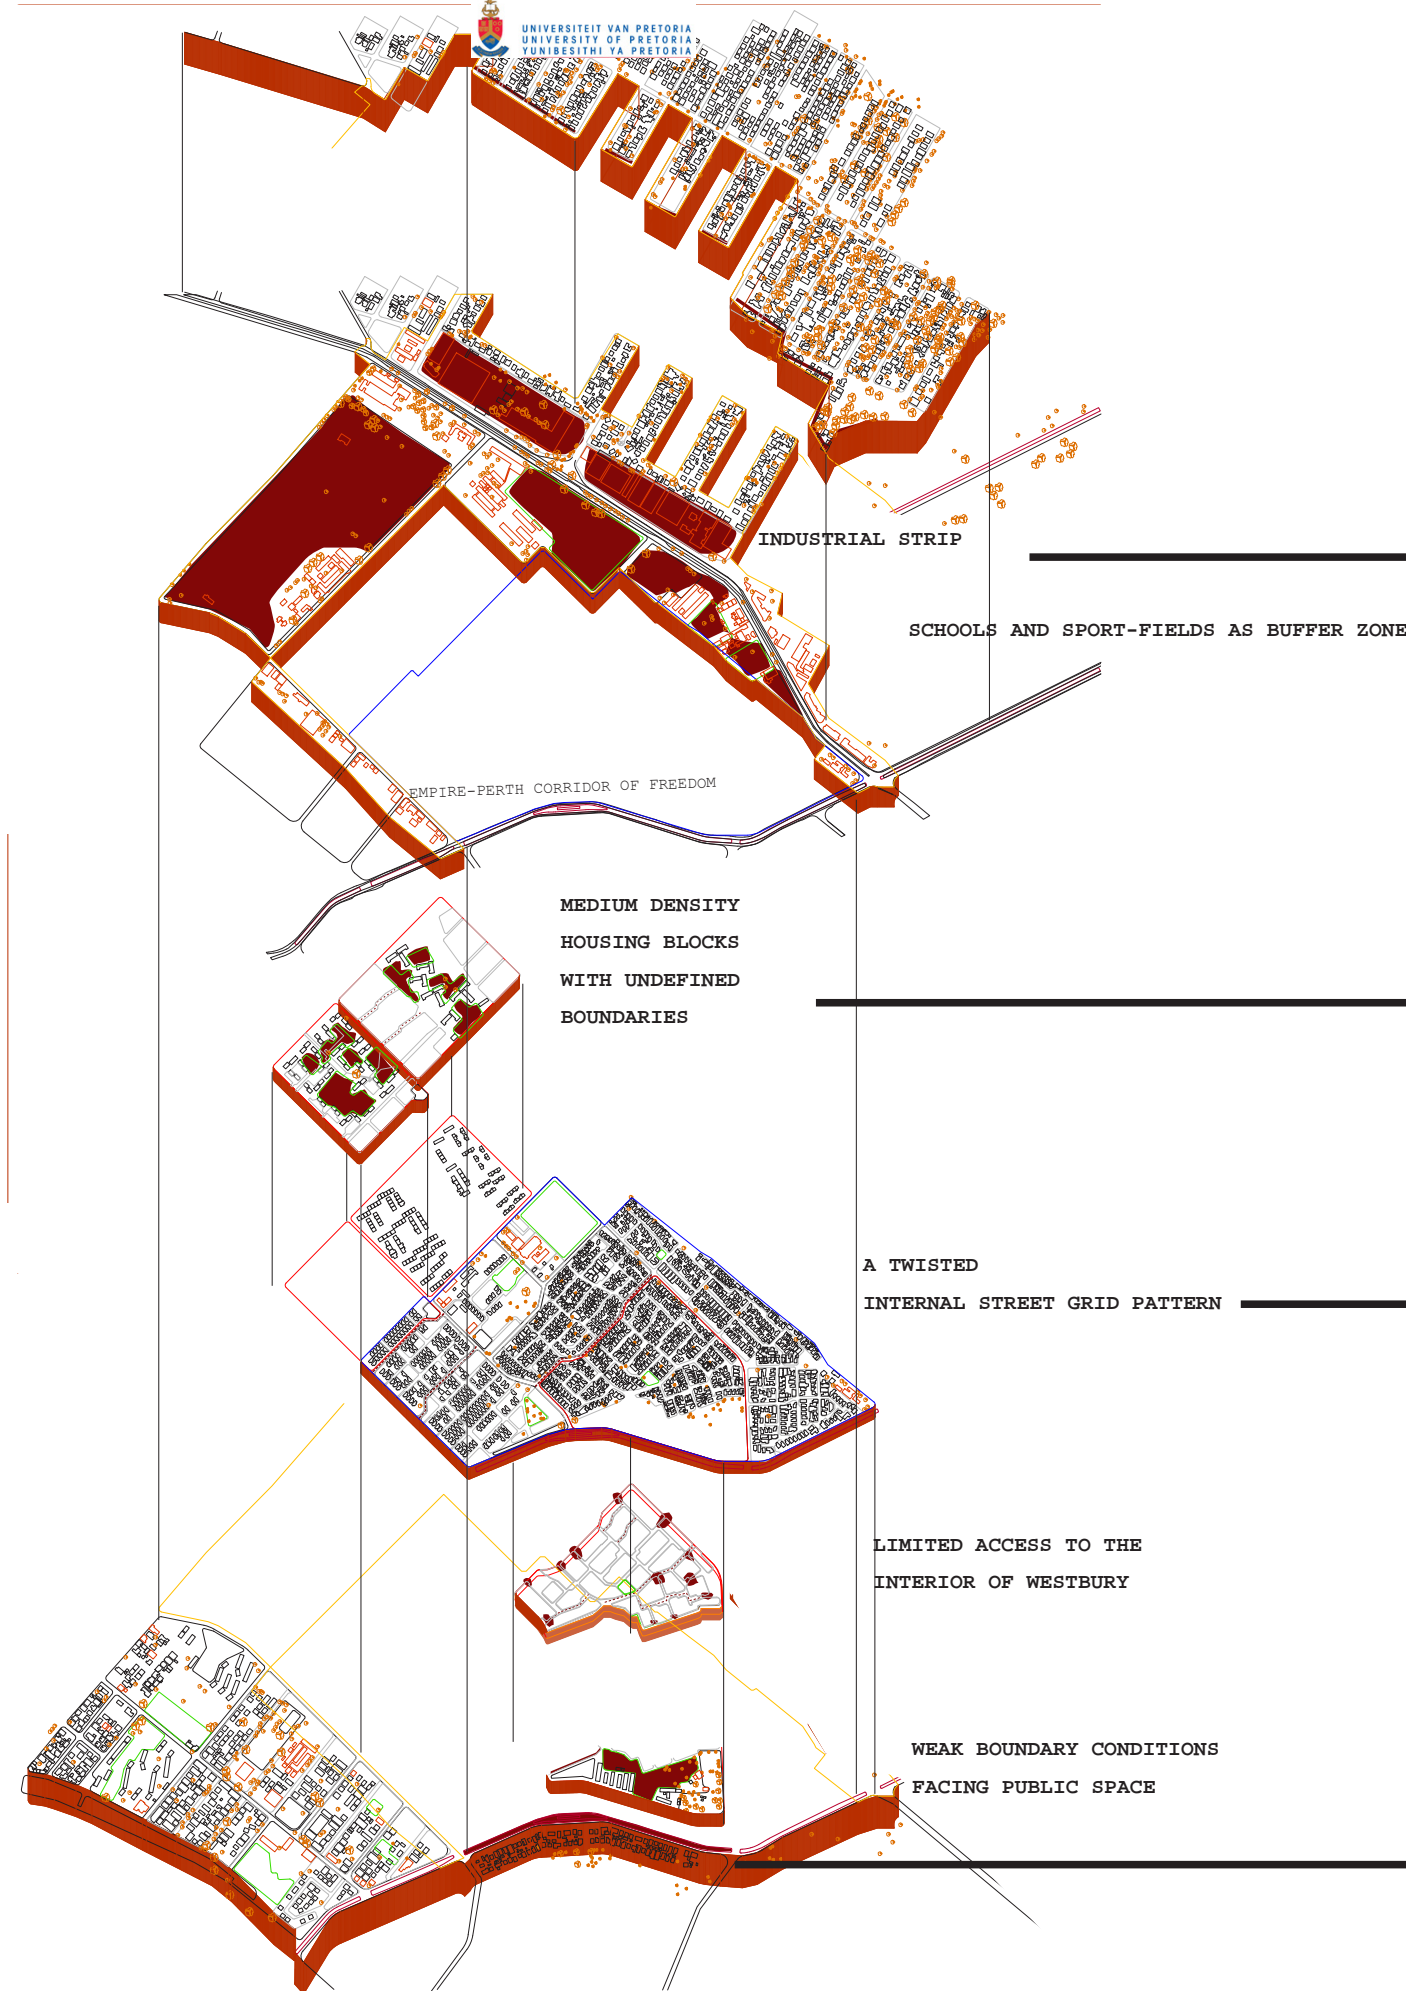 UNIVERSITEIT VAN PRETORIA
UNIVERSITY OF PRETORIA
YUNIBESITHI YA PRETORIA
INDUSTRIAL STRIP
SCHOOLS AND SPORT-FIELDS AS BUFFER ZONE
EMPIRE-PERTH CORRIDOR OF FREEDOM
MEDIUM DENSITY
HOUSING BLOCKS
WITH UNDEFINED
BOUNDARIES
A TWISTED
INTERNAL STREET GRID PATTERN
LIMITED ACCESS TO THE
INTERIOR OF WESTBURY
WEAK BOUNDARY CONDITIONS
FACING PUBLIC SPACE